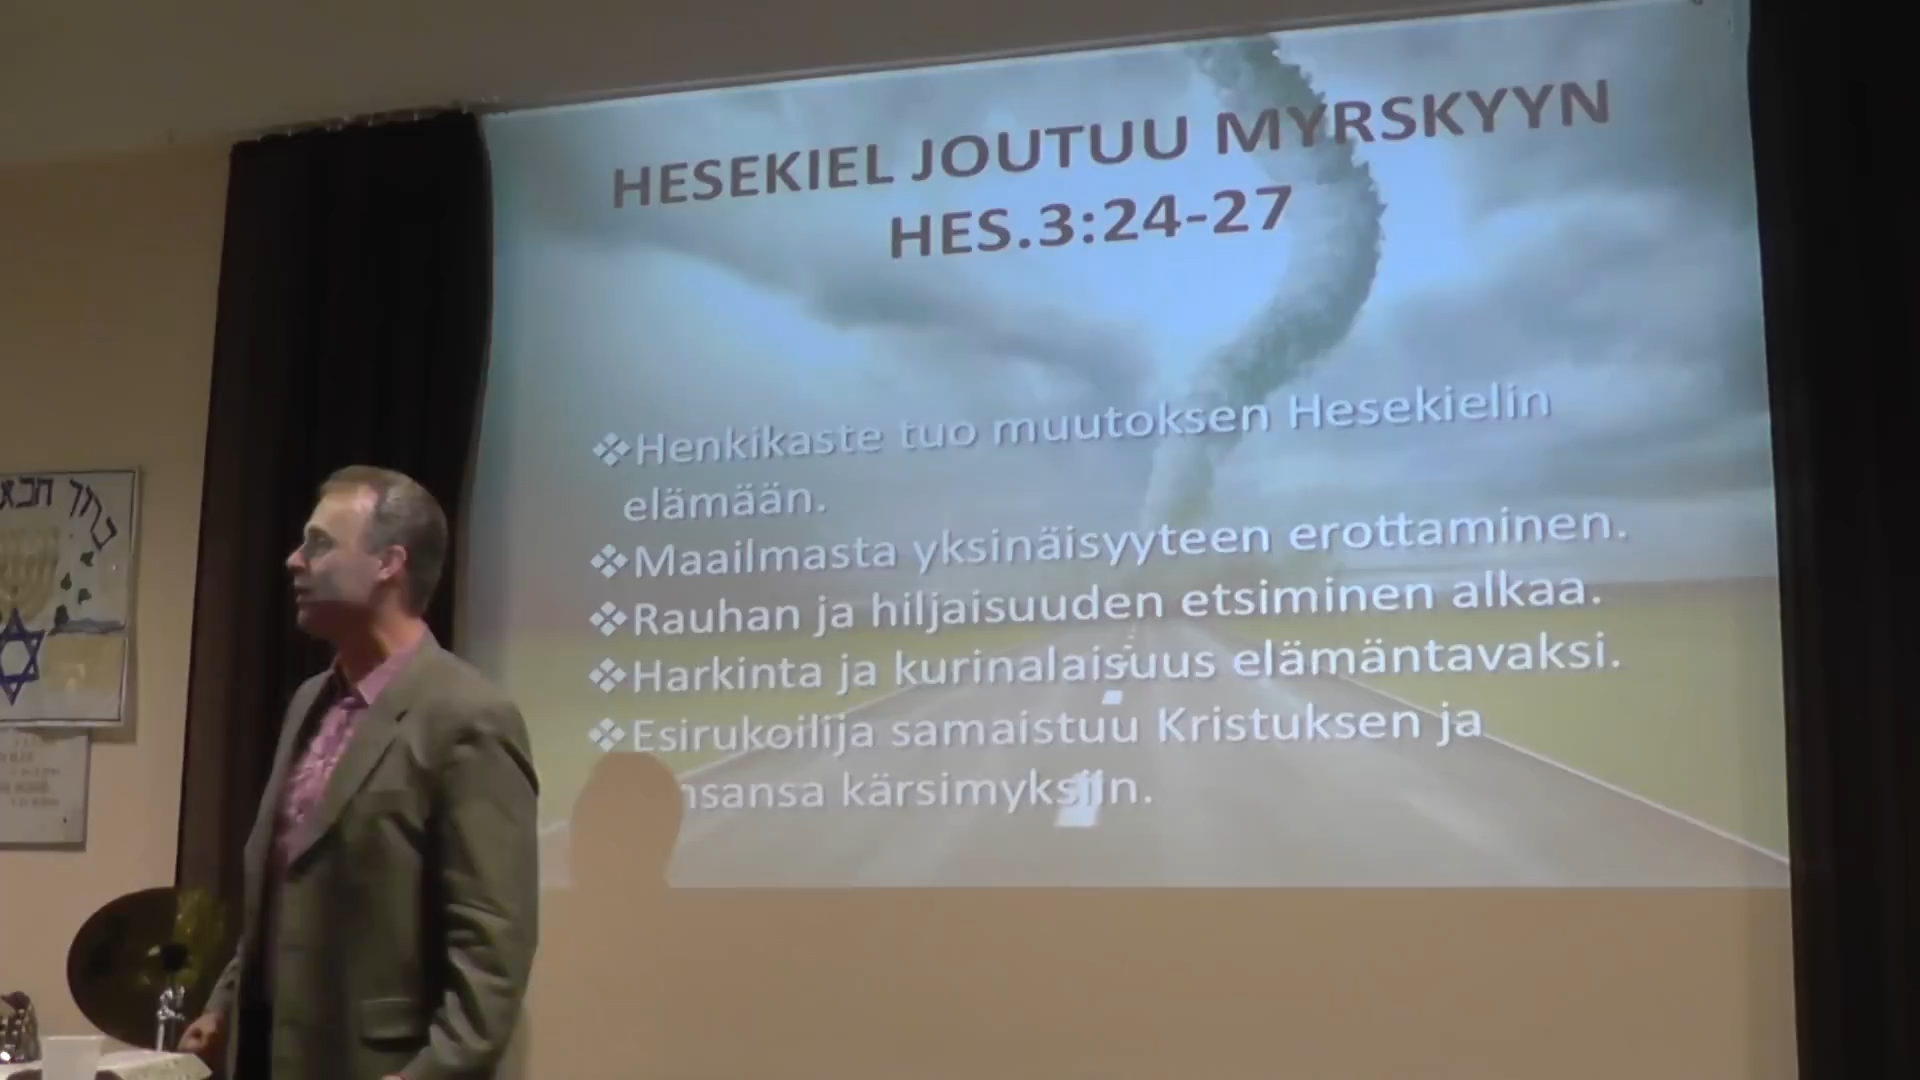 HESEKIEL JOUTUU MYRSKYYN
HES.3:24-27
❖Henkikaste tuo muutoksen Hesekielin
elämään.
❖Maailmasta yksinäisyyteen erottaminen.
❖Rauhan ja hiljaisuuden etsiminen alkaa.
❖Harkinta ja kurinalaisuus elämäntavaksi.
❖Esirukoilija samaistuu Kristuksen ja
kärsimyksiin.